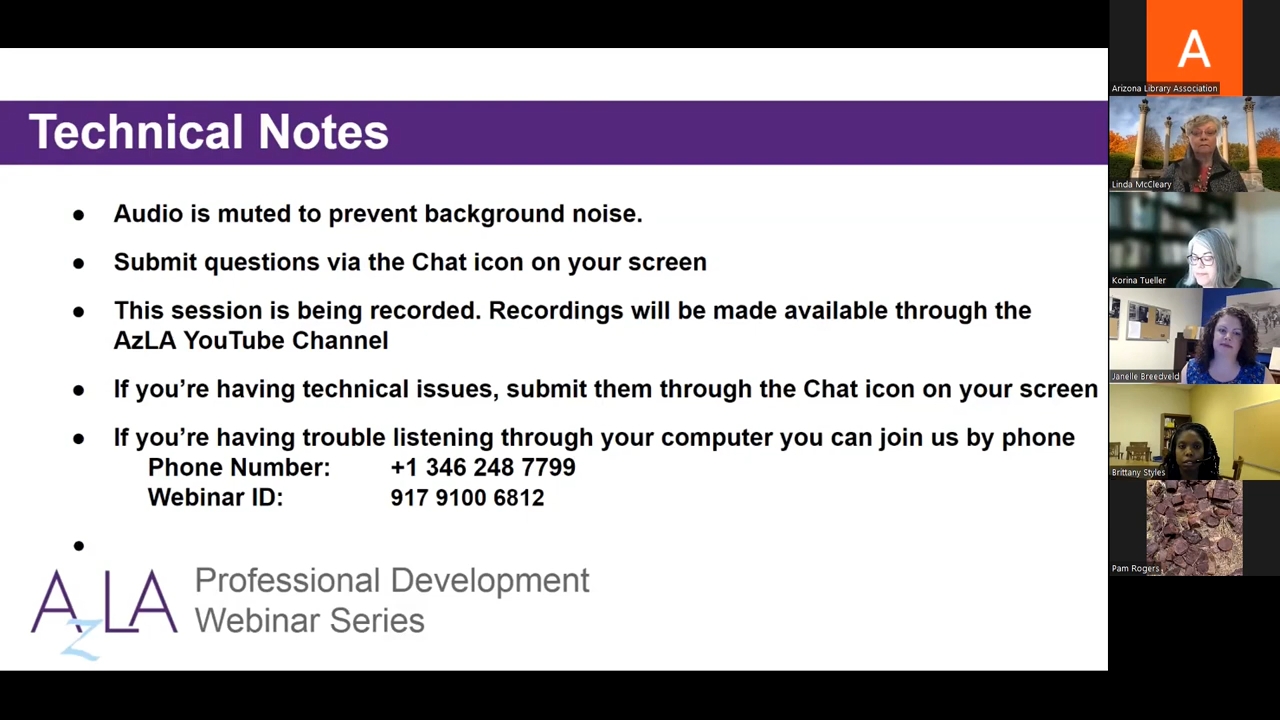 Technical Notes
● Audio is muted to prevent background noise.
● Submit questions via the Chat icon on your screen
● This session is being recorded. Recordings will be made available through the
AzLA YouTube Channel
● If you’re having technical issues, submit them through the Chat icon on your screen
● If you’re having trouble listening through your computer you can join us by phone
Phone Number: +1 346 248 7799
Webinar ID: 917 9100 6812
●
AzLA
Professional Development
Webinar Series
A
Arizona Library Association
Linda McCleary
Korina Tueller
Janelle Breedveld
Brittany Styles
Pam Rogers